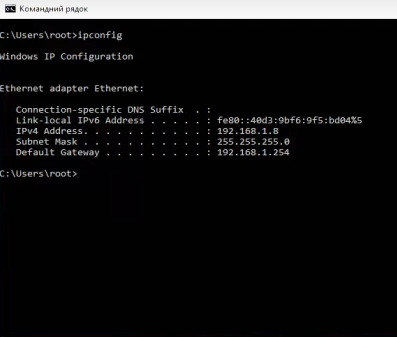 Командний рядок
C:\Users\root>ipconfig
Windows IP Configuration
Ethernet adapter Ethernet:
Connection-specific DNS Suffix . :
Link-local IPv6 Address . . . . . : fe80::40d3:9bf6:9f5:bd04%5
IPv4 Address. . . . . . . . . . . : 192.168.1.8
Subnet Mask . . . . . . . . . . . : 255.255.255.0
Default Gateway . . . . . . . . . : 192.168.1.254
C:\Users\root>